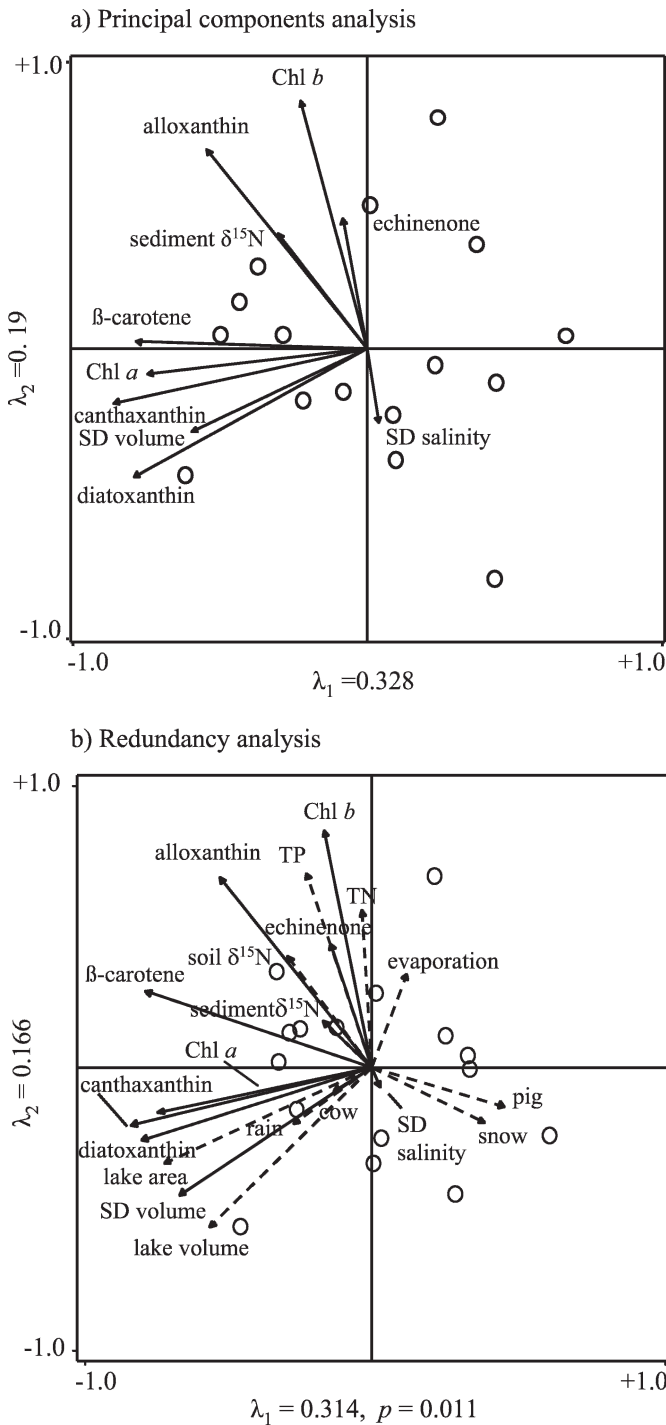 a) Principal components analysis
+1.0
Chl b
alloxanthin
echinenone
sediment δ¹⁵N
ß-carotene
λ₂ =0. 19
Chl a
canthaxanthin
SD volume
SD salinity
diatoxanthin
-1.0
-1.0
+1.0
λ₁ =0.328
b) Redundancy analysis
+1.0
Chl b
TP
alloxanthin
TN
echinenone
soil δ¹⁵N
evaporation
ß-carotene
sedimentδ¹⁵N
λ₂ = 0.166
Chl a
canthaxanthin
pig
cow
rain
SD
salinity
snow
diatoxanthin
lake area
SD volume
lake volume
-1.0
-1.0
+1.0
λ₁ = 0.314, p = 0.011